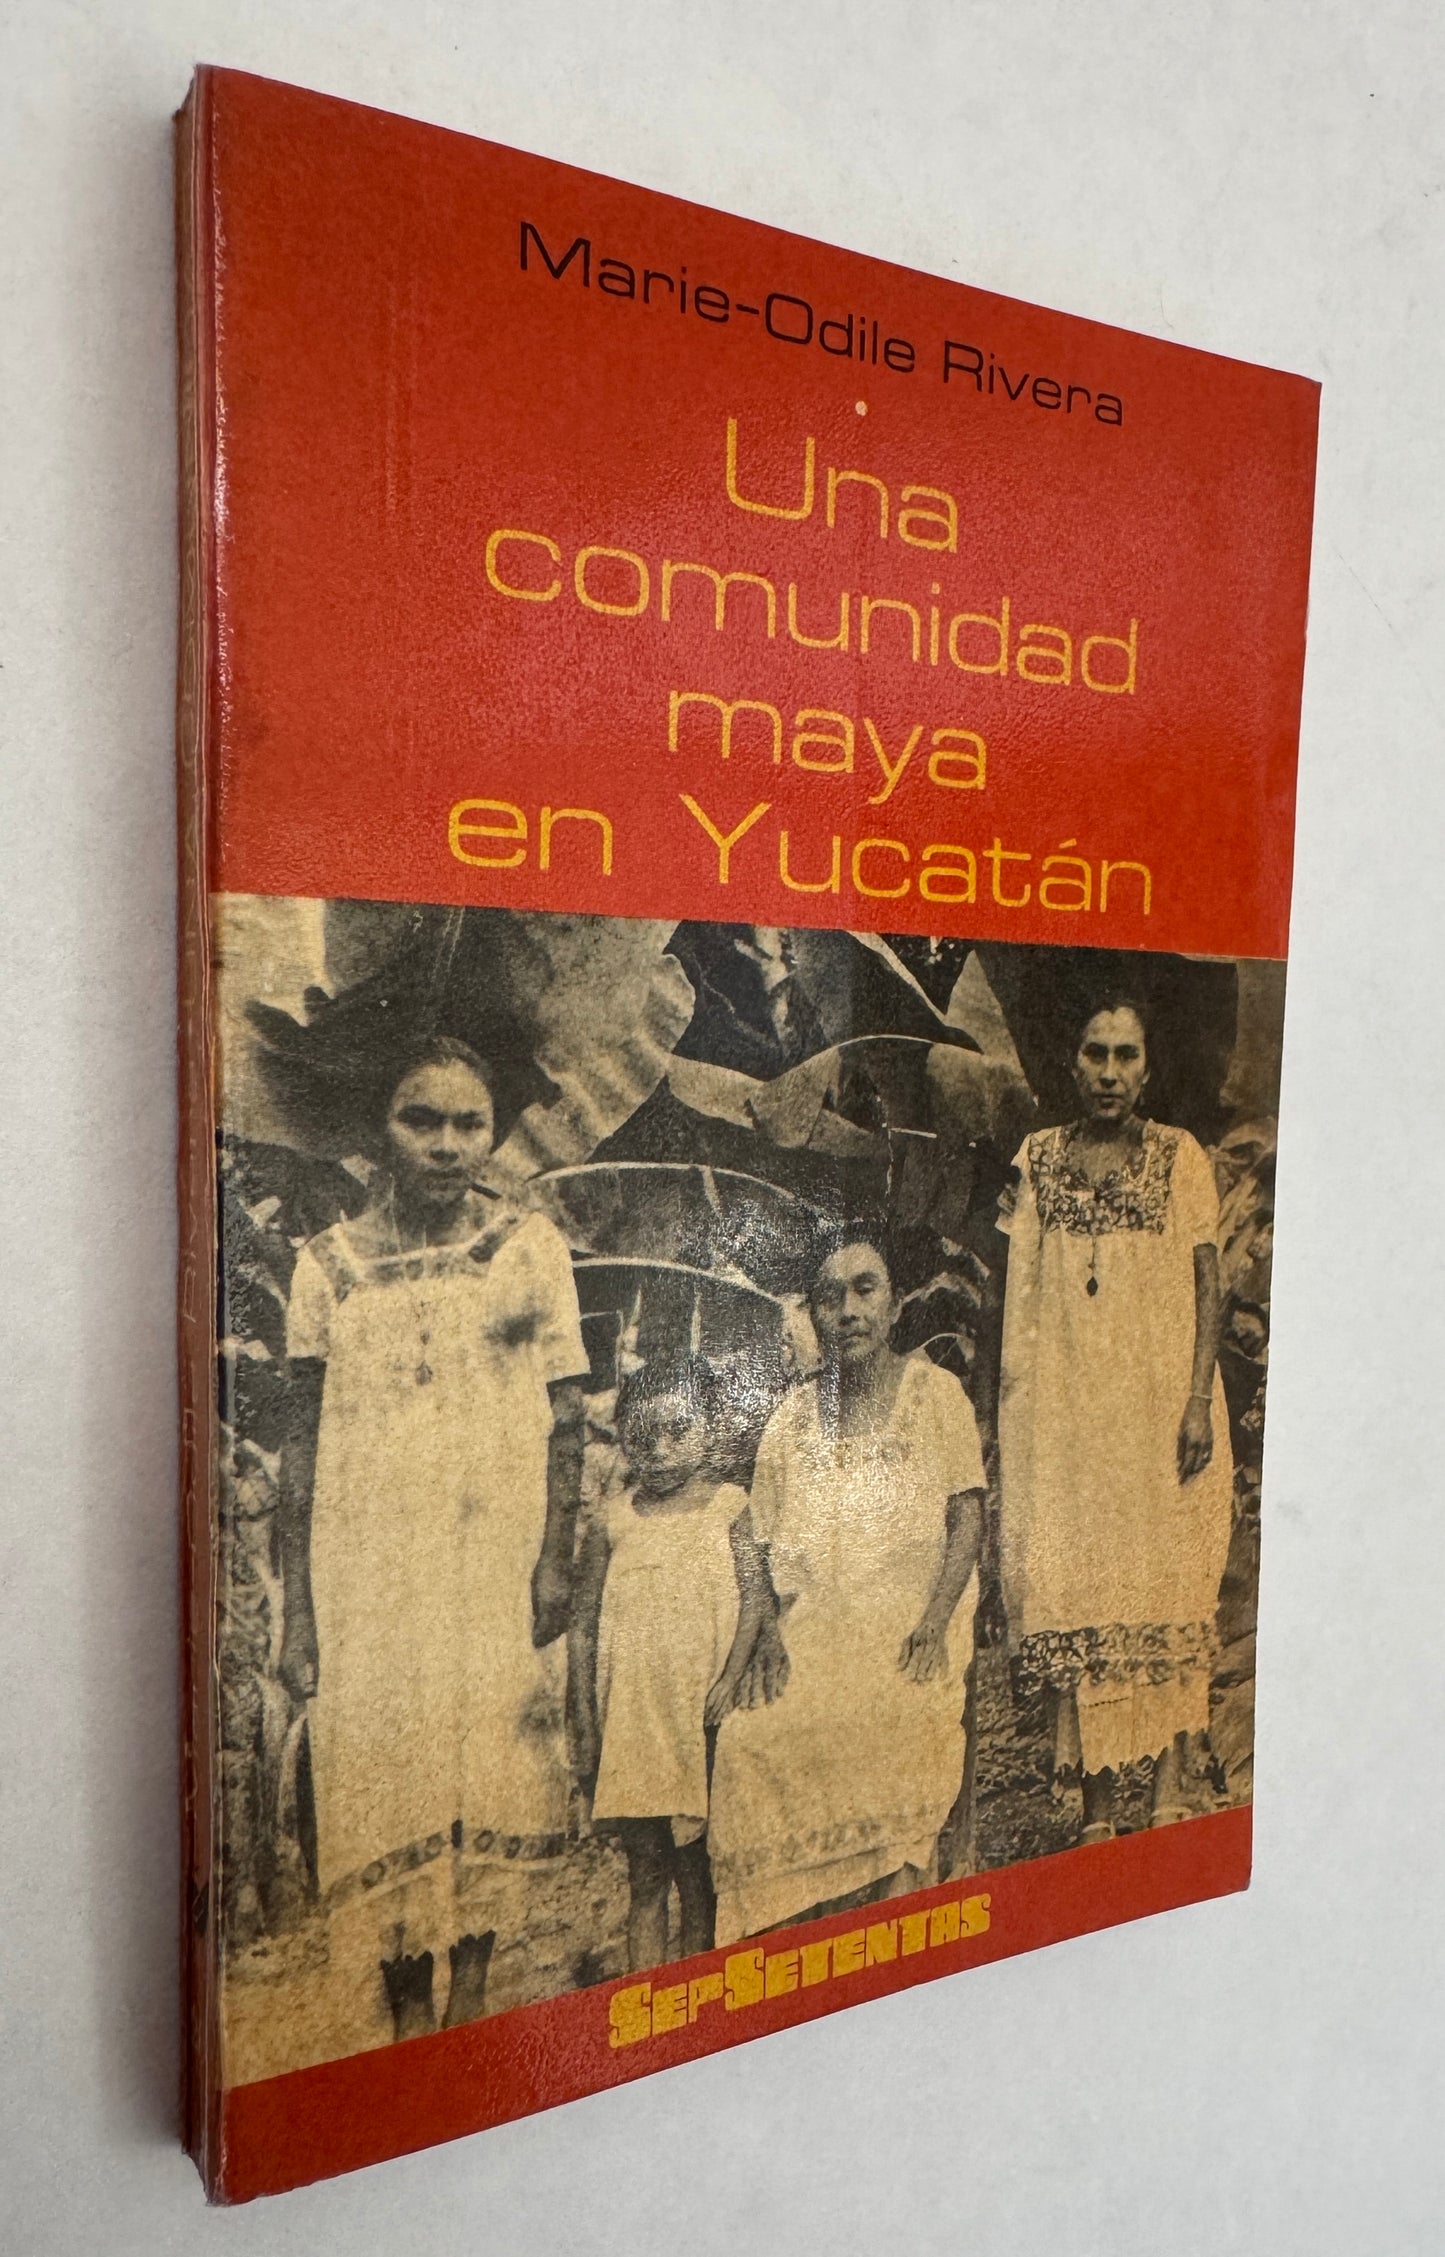 Marie-Odile Rivera
Una
comunidad
maya
en Yucatán
SEPSETENTAS